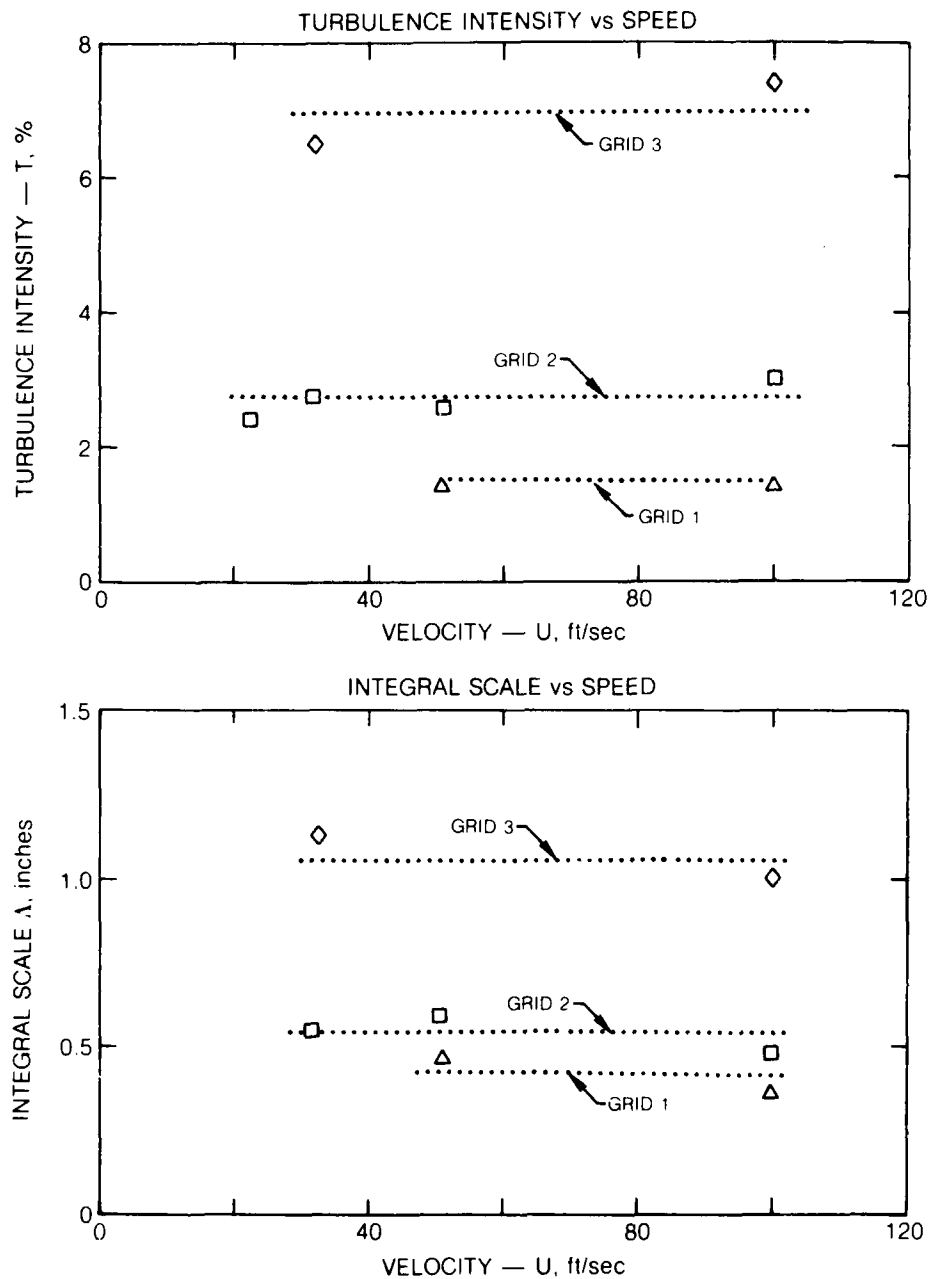 TURBULENCE INTENSITY vs SPEED
TURBULENCE INTENSITY — T, %
8
6
4
2
0
GRID 3
GRID 2
GRID 1
0
40
80
120
VELOCITY — U, ft/sec
INTEGRAL SCALE vs SPEED
INTEGRAL SCALE Λ, inches
1.5
1.0
0.5
0
GRID 3
GRID 2
GRID 1
0
40
80
120
VELOCITY — U, ft/sec